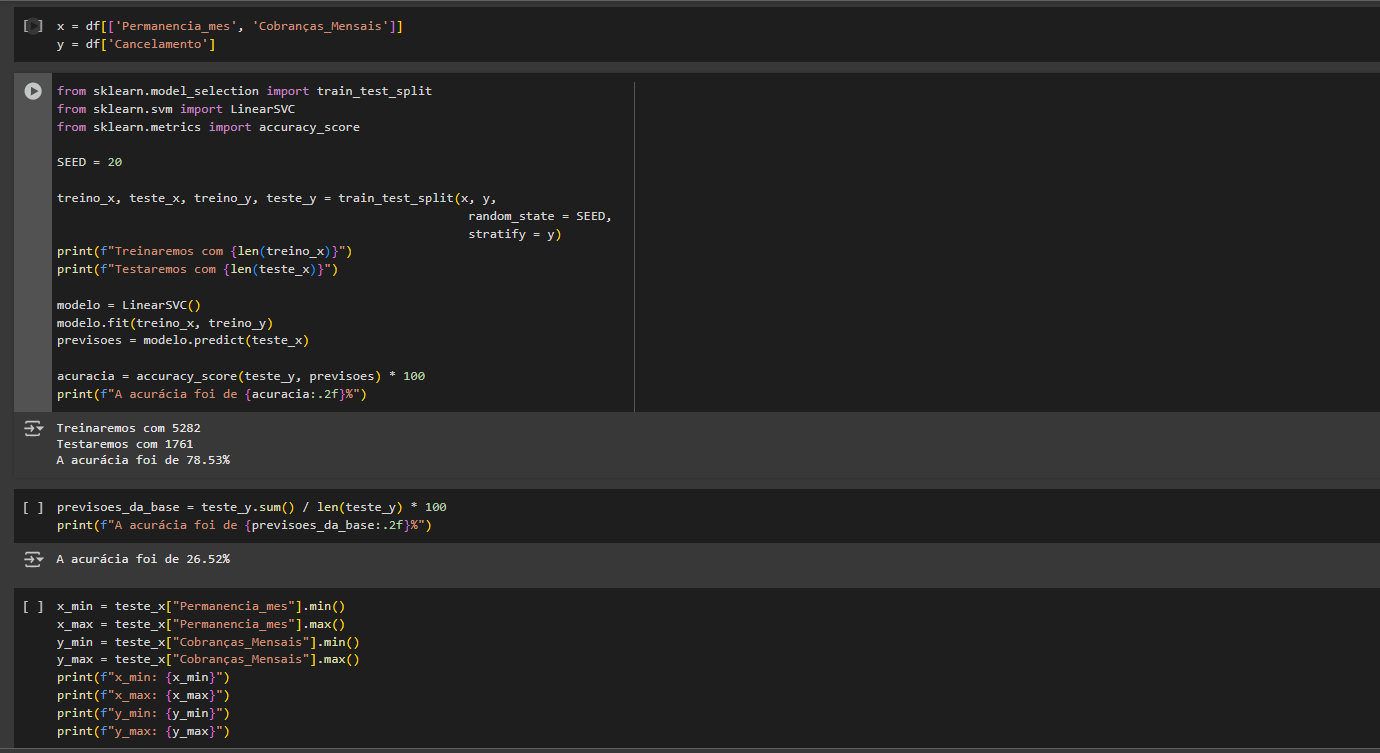 [ ] x = df[['Permanencia_mes', 'Cobranças_Mensais']]
y = df['Cancelamento']
from sklearn.model_selection import train_test_split
from sklearn.svm import LinearSVC
from sklearn.metrics import accuracy_score
SEED = 20
treino_x, teste_x, treino_y, teste_y = train_test_split(x, y,
random_state = SEED,
stratify = y)
print(f"Treinaremos com {len(treino_x)}")
print(f"Testaremos com {len(teste_x)}")
modelo = LinearSVC()
modelo.fit(treino_x, treino_y)
previsoes = modelo.predict(teste_x)
acuracia = accuracy_score(teste_y, previsoes) * 100
print(f"A acurácia foi de {acuracia:.2f}%")
Treinaremos com 5282
Testaremos com 1761
A acurácia foi de 78.53%
[ ] previsoes_da_base = teste_y.sum() / len(teste_y) * 100
print(f"A acurácia foi de {previsoes_da_base:.2f}%")
A acurácia foi de 26.52%
[ ] x_min = teste_x["Permanencia_mes"].min()
x_max = teste_x["Permanencia_mes"].max()
y_min = teste_x["Cobranças_Mensais"].min()
y_max = teste_x["Cobranças_Mensais"].max()
print(f"x_min: {x_min}")
print(f"x_max: {x_max}")
print(f"y_min: {y_min}")
print(f"y_max: {y_max}")